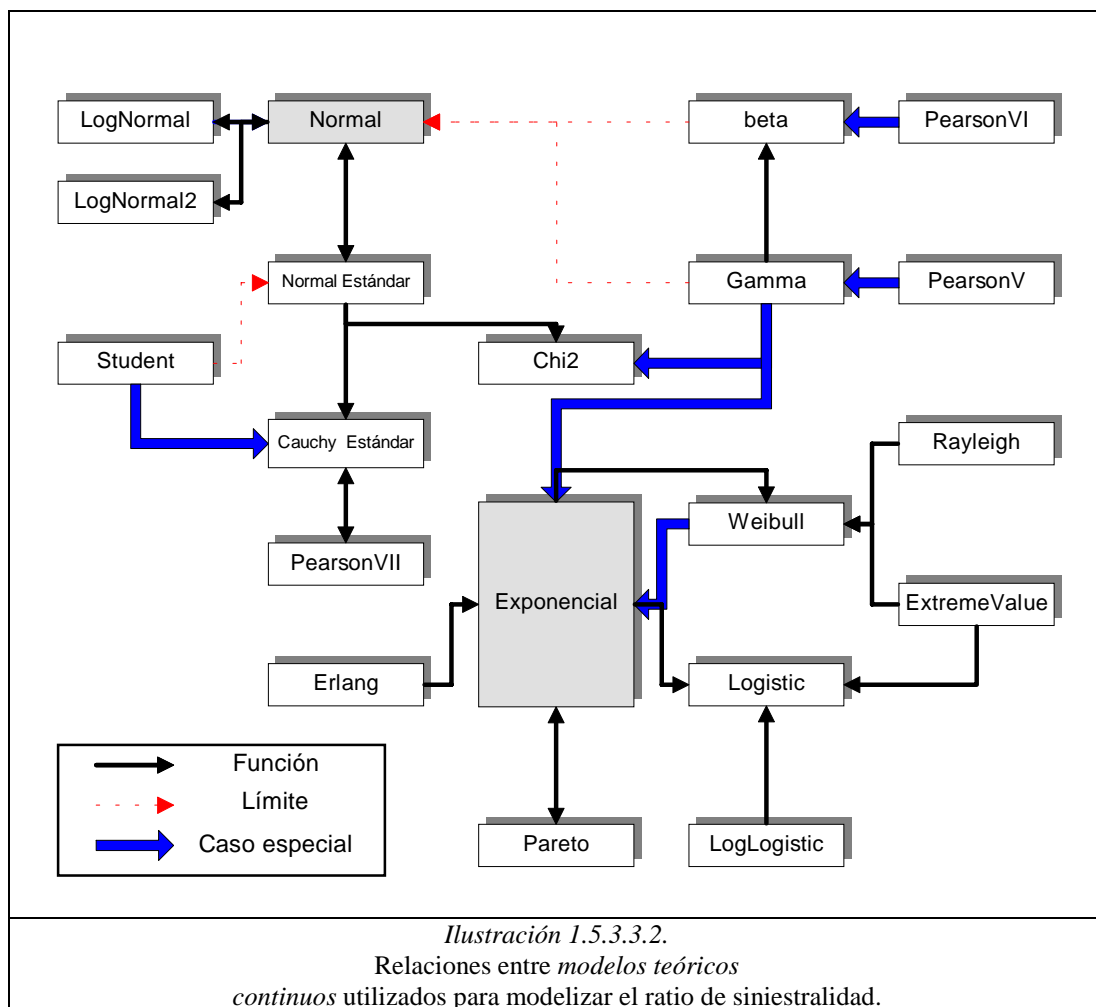 LogNormal
Normal
beta
PearsonVI
LogNormal2
Normal Estándar
Gamma
PearsonV
Student
Chi2
Cauchy Estándar
Rayleigh
Weibull
PearsonVII
Exponencial
ExtremeValue
Erlang
Logistic
Función
Límite
Caso especial
Pareto
LogLogistic
Ilustración 1.5.3.3.2.
Relaciones entre modelos teóricos
continuos utilizados para modelizar el ratio de siniestralidad.